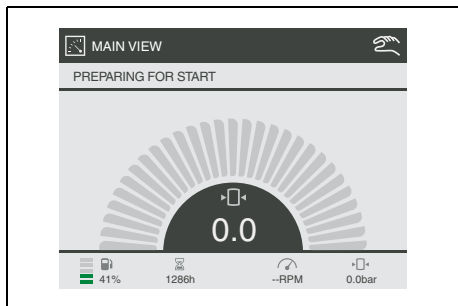 MAIN VIEW
PREPARING FOR START
0.0
41% 1286h --RPM 0.0bar